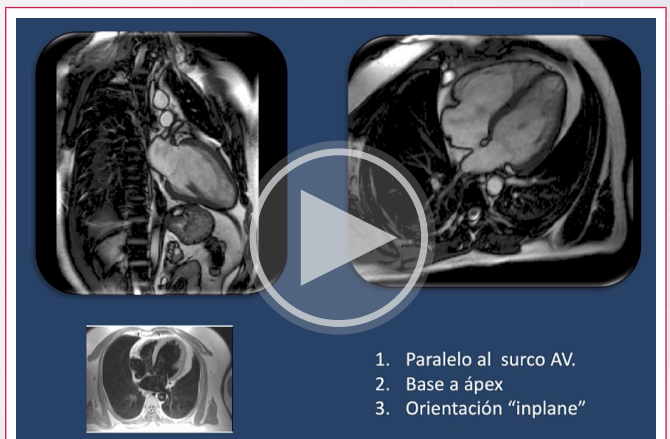 1. Paralelo al surco AV.
2. Base a ápex
3. Orientación “inplane”